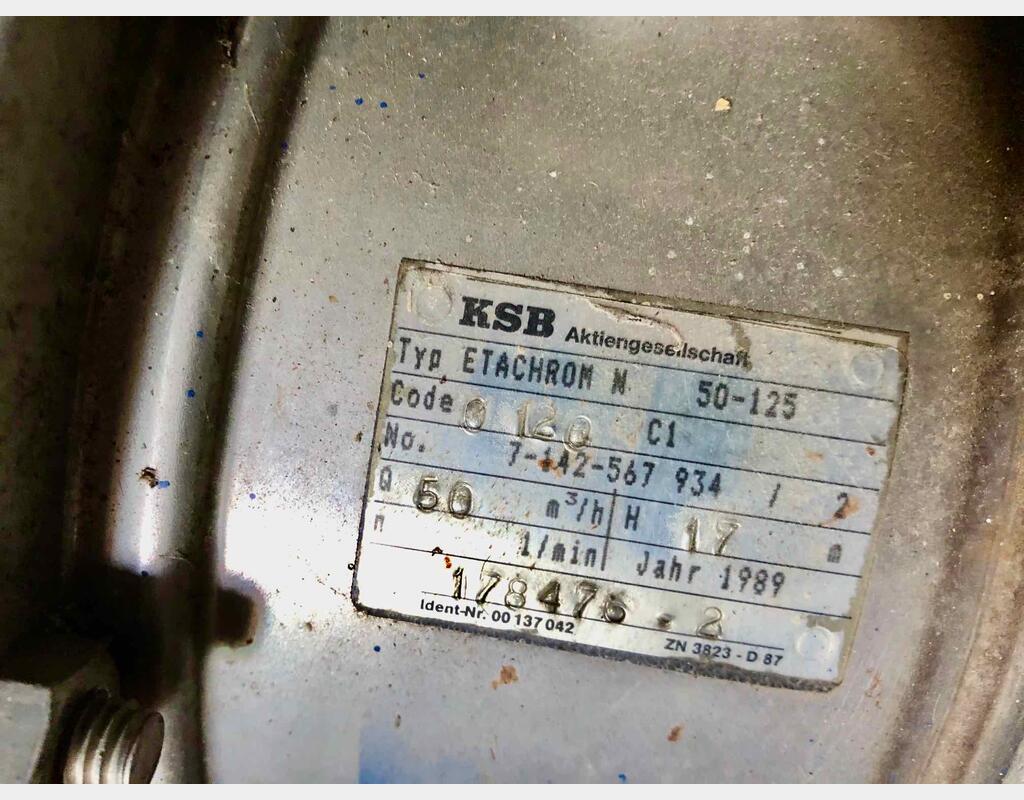 KSB Aktiengesellschaft
Typ ETACHROM N 50-125
Code 0 120 C1
No. 7-142-567 934 / 2
Q 50 m³/h H 17 m
n 1/min Jahr 1989
178476-2
Ident-Nr. 00 137 042 ZN 3823 - D 87